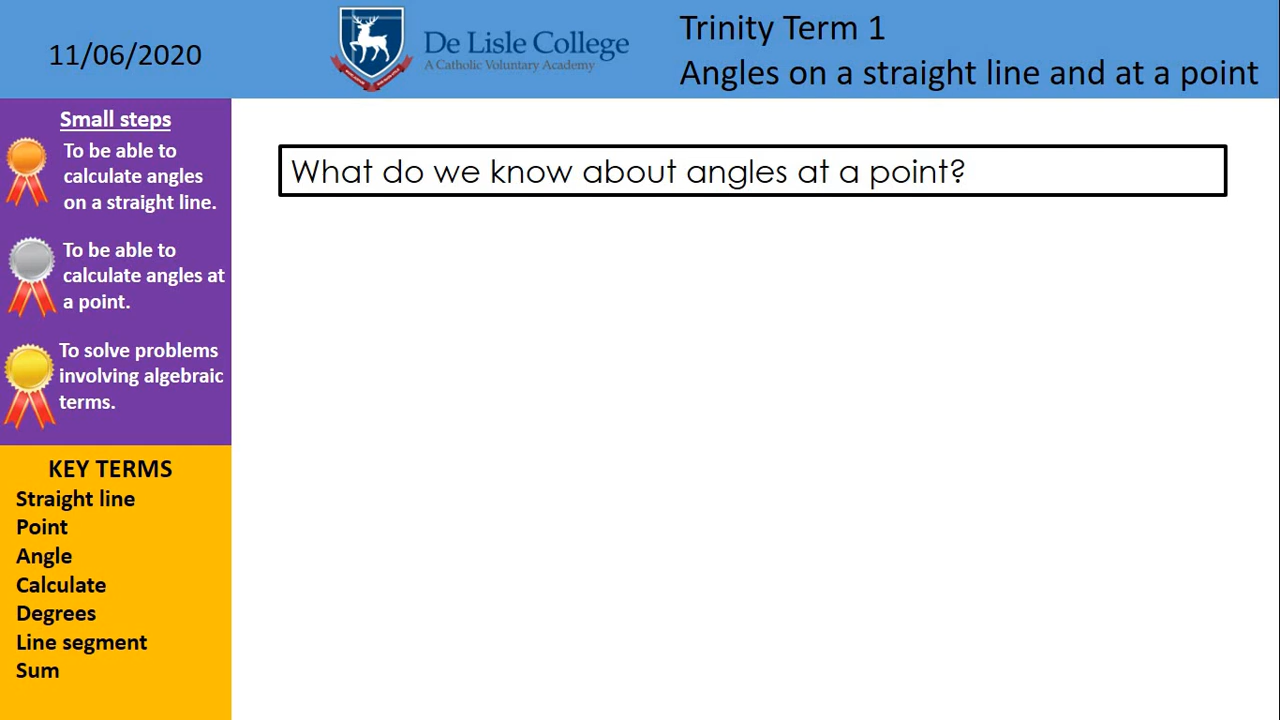 11/06/2020
De Lisle College
A Catholic Voluntary Academy
Trinity Term 1
Angles on a straight line and at a point
Small steps
To be able to
calculate angles
on a straight line.
To be able to
calculate angles at
a point.
To solve problems
involving algebraic
terms.
KEY TERMS
Straight line
Point
Angle
Calculate
Degrees
Line segment
Sum
What do we know about angles at a point?